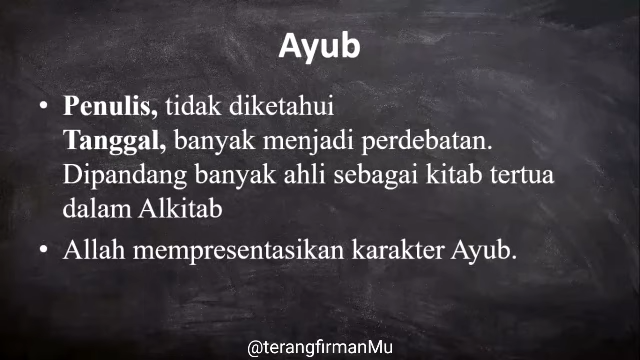 Ayub
• Penulis, tidak diketahui
Tanggal, banyak menjadi perdebatan.
Dipandang banyak ahli sebagai kitab tertua
dalam Alkitab
• Allah mempresentasikan karakter Ayub.
@terangfirmanMu